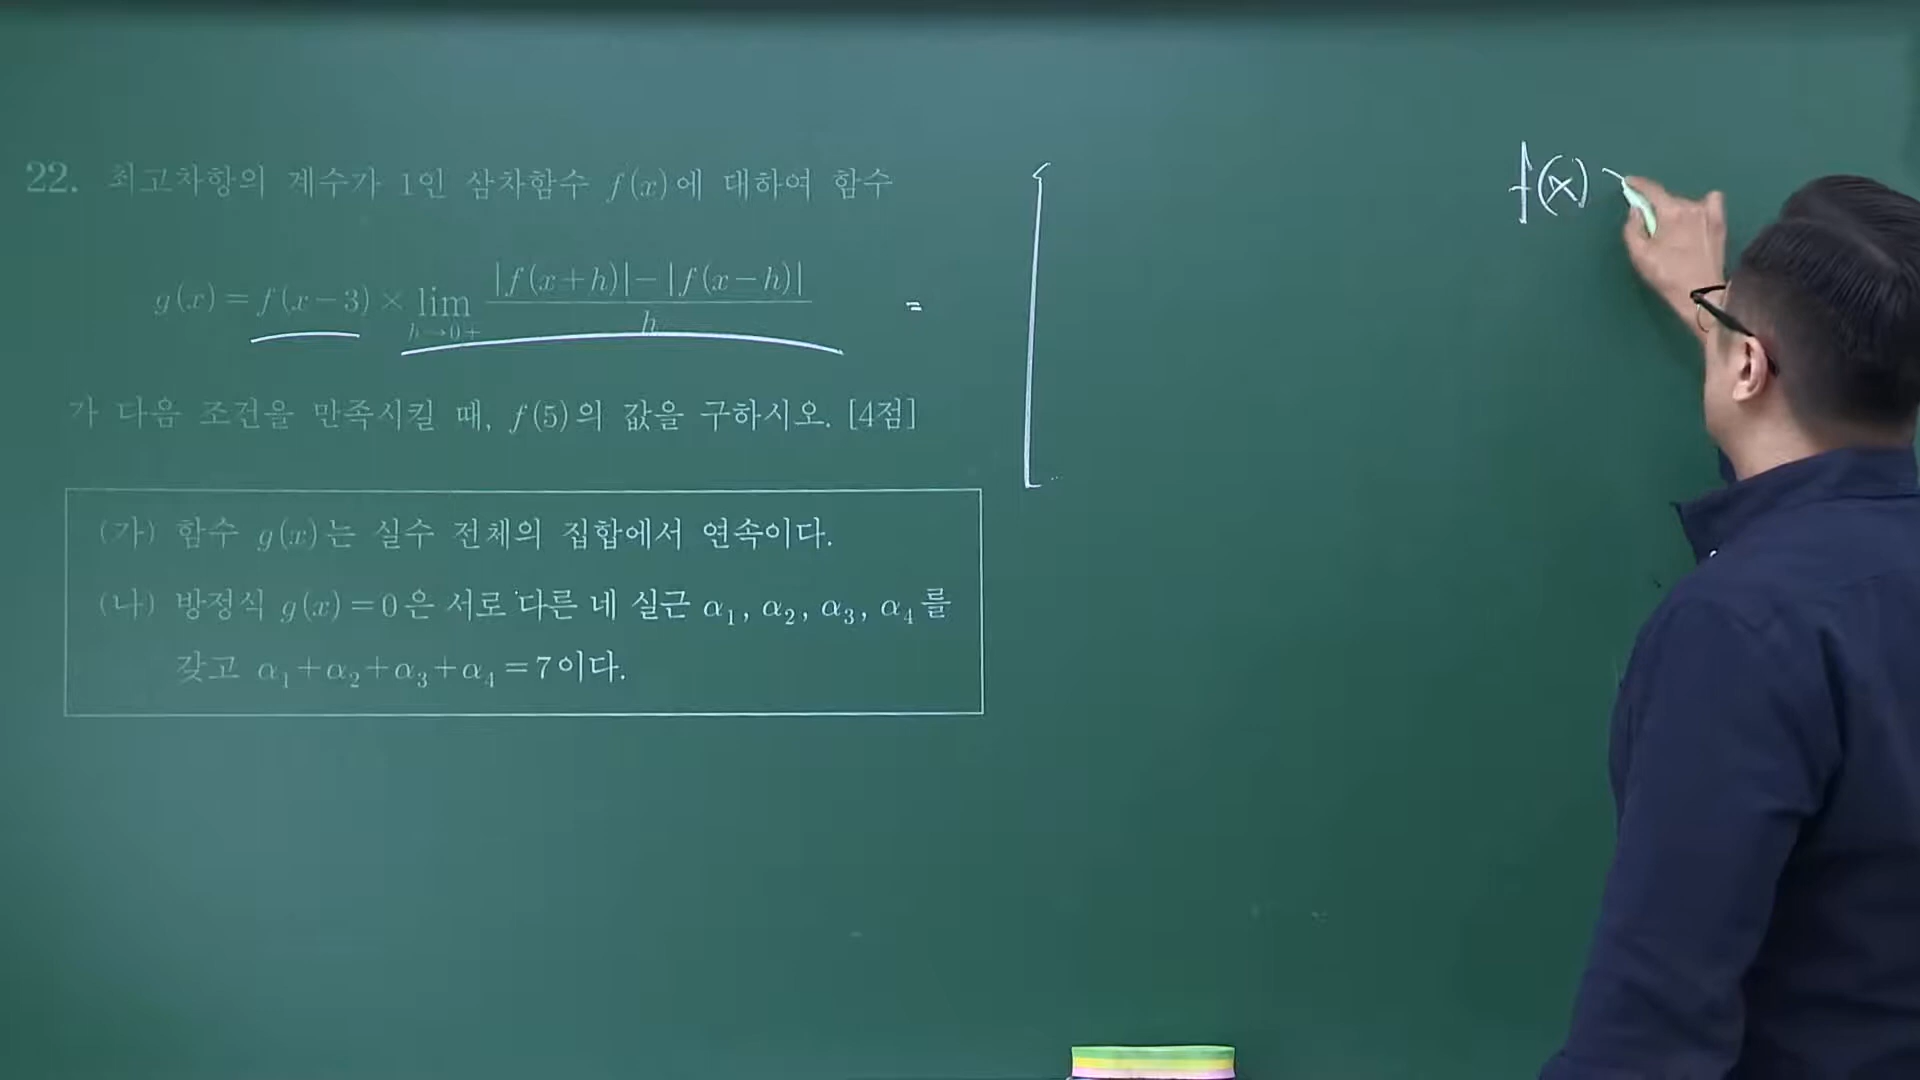 22. 최고차항의 계수가 1인 삼차함수 f(x)에 대하여 함수
g(x)=f(x-3)×lim_{h→0+} \frac{|f(x+h)|-|f(x-h)|}{h} =
가 다음 조건을 만족시킬 때, f(5)의 값을 구하시오. [4점]
(가) 함수 g(x)는 실수 전체의 집합에서 연속이다.
(나) 방정식 g(x)=0은 서로 다른 네 실근 α₁, α₂, α₃, α₄를
갖고 α₁+α₂+α₃+α₄=7이다.
f(x)